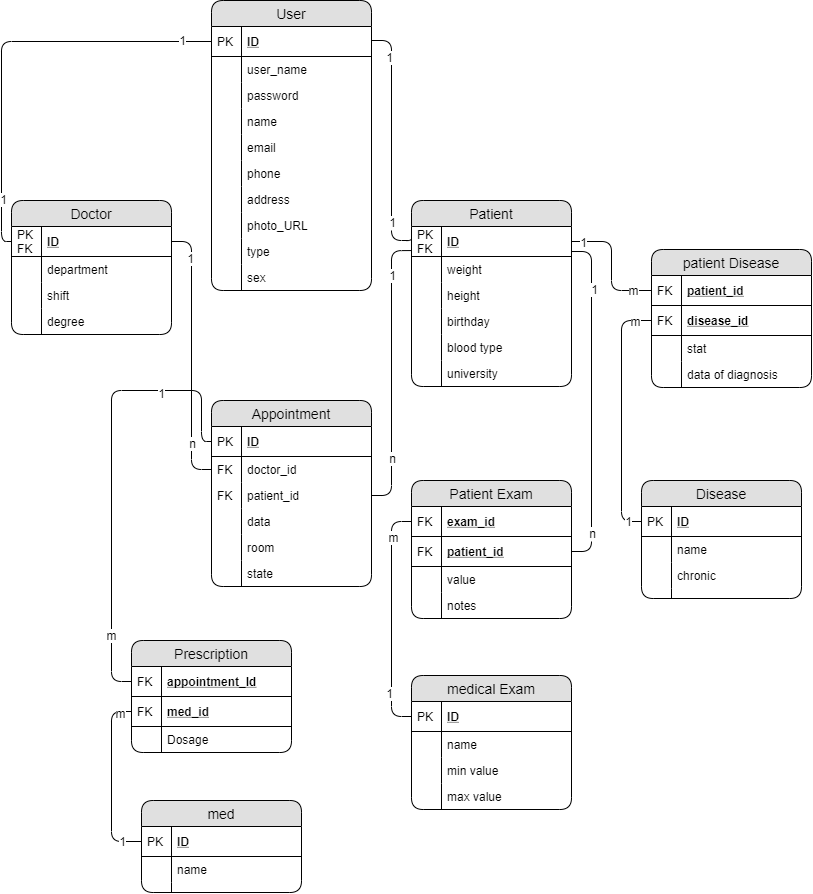 User
1
PK ID
1
user_name
password
name
email
phone
address
photo_URL
type
sex
1
Doctor
PK
FK
ID
1
department
shift
degree
1
Patient
PK
FK
ID
1
1
1
weight
height
birthday
blood type
university
patient Disease
m
FK patient_id
m
FK disease_id
stat
data of diagnosis
1
Appointment
PK ID
n
FK doctor_id
FK patient_id
n
data
room
state
Patient Exam
FK exam_id
m
FK patient_id
n
value
notes
Disease
1
PK ID
name
chronic
m
Prescription
FK appointment_Id
m
FK med_id
Dosage
medical Exam
1
PK ID
name
min value
max value
med
1
PK ID
name